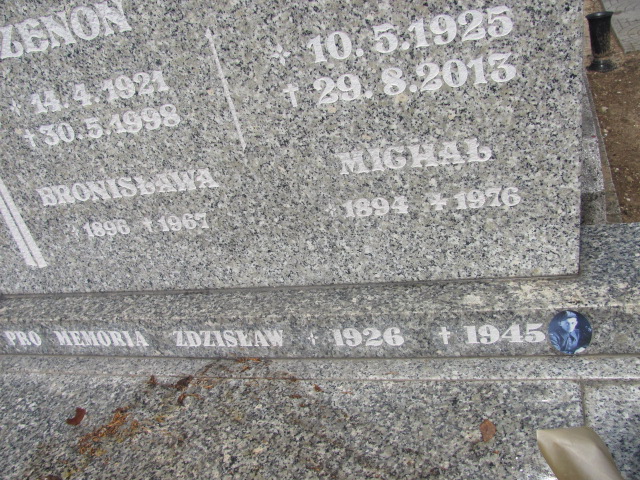 ZENON
+ 14.4.1921
✝ 30.5.1998
+ 10.5.1925
✝ 29.8.2013
BRONISŁAWA
+ 1896 ✝ 1967
MICHAŁ
+ 1894 ✝ 1976
PRO MEMORIA ZDZISŁAW + 1926 ✝ 1945